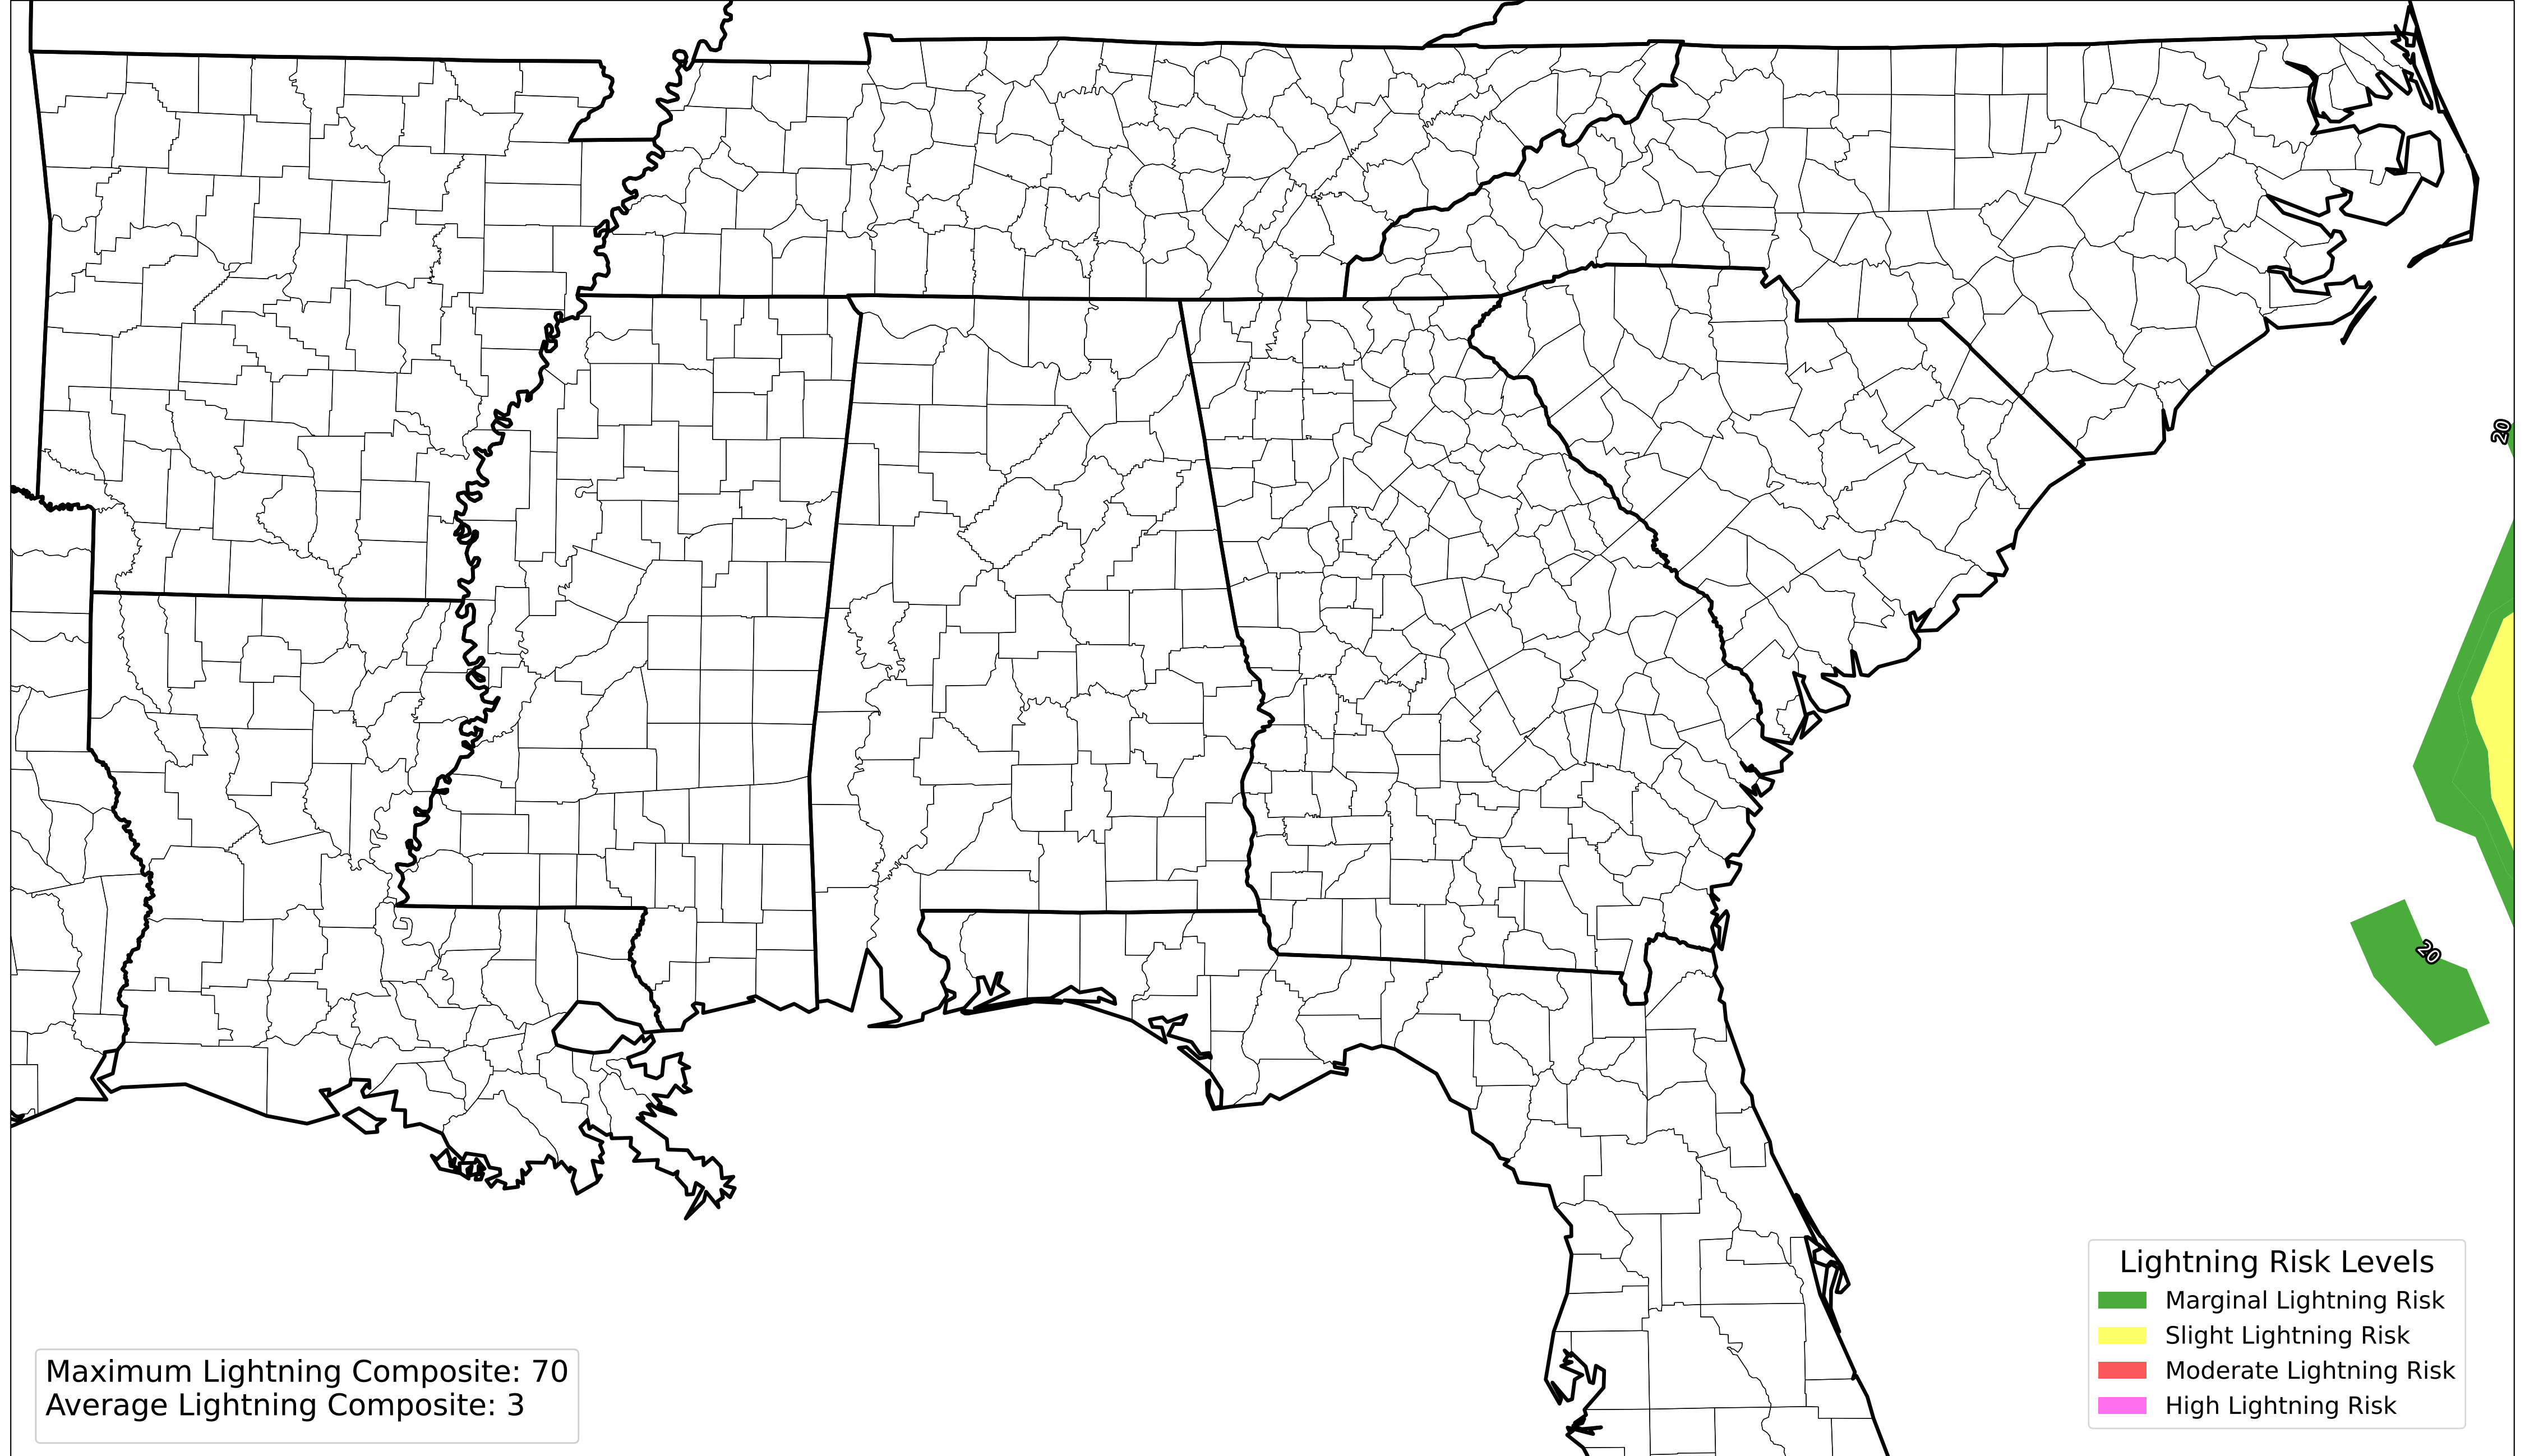 20
20
Lightning Risk Levels
Marginal Lightning Risk
Slight Lightning Risk
Moderate Lightning Risk
High Lightning Risk
Maximum Lightning Composite: 70
Average Lightning Composite: 3